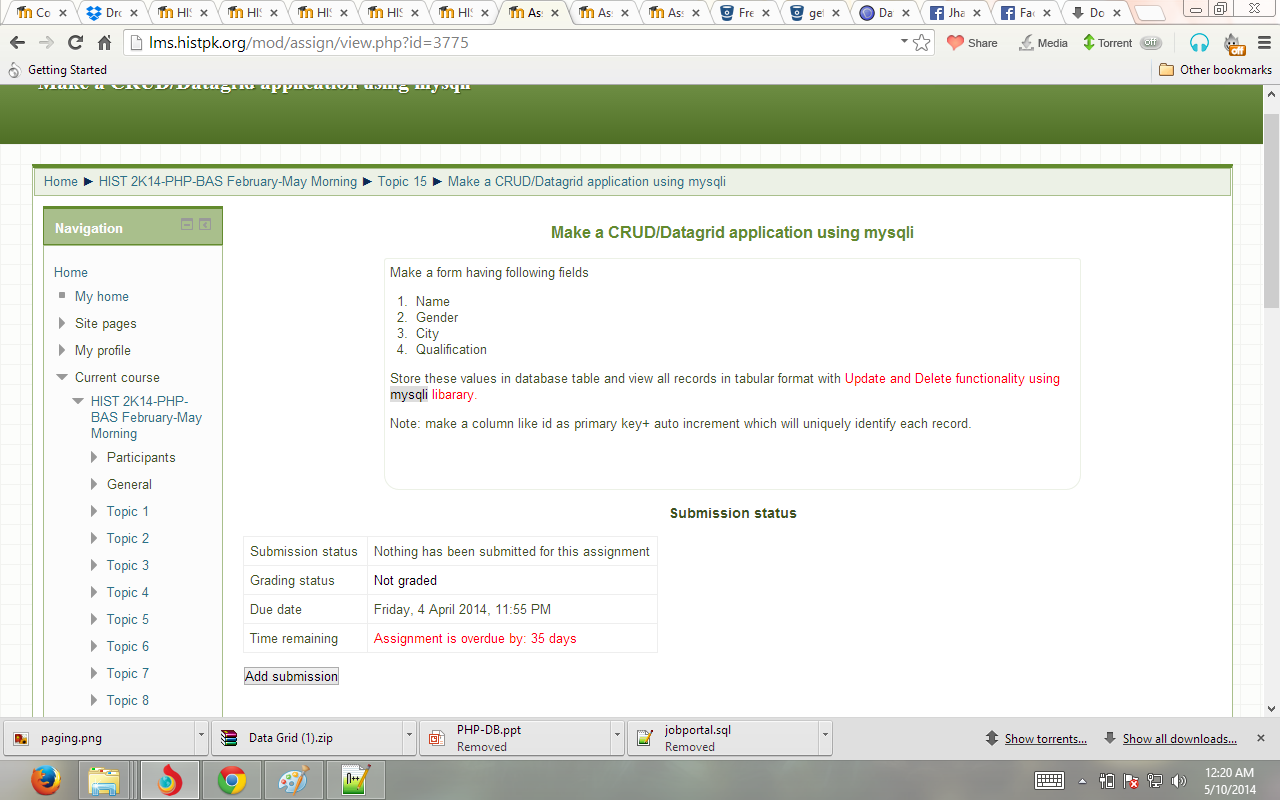 Co
Dro
HIS
HIS
HIS
HIS
HIS
Ass
Ass
Ass
Fre
get
Da
Jha
Fac
Do
lms.histpk.org/mod/assign/view.php?id=3775
Share
Media
Torrent
off
off
Getting Started
Other bookmarks
Make a CRUD/Datagrid application using mysqli
Home ► HIST 2K14-PHP-BAS February-May Morning ► Topic 15 ► Make a CRUD/Datagrid application using mysqli
Navigation
Home
My home
Site pages
My profile
Current course
HIST 2K14-PHP-
BAS February-May
Morning
Participants
General
Topic 1
Topic 2
Topic 3
Topic 4
Topic 5
Topic 6
Topic 7
Topic 8
Make a CRUD/Datagrid application using mysqli
Make a form having following fields
1. Name
2. Gender
3. City
4. Qualification
Store these values in database table and view all records in tabular format with Update and Delete functionality using
mysqli libarary.
Note: make a column like id as primary key+ auto increment which will uniquely identify each record.
Submission status
Submission status Nothing has been submitted for this assignment
Grading status Not graded
Due date Friday, 4 April 2014, 11:55 PM
Time remaining Assignment is overdue by: 35 days
Add submission
paging.png
Data Grid (1).zip
PHP-DB.ppt
Removed
jobportal.sql
Removed
Show torrents...
Show all downloads...
12:20 AM
5/10/2014